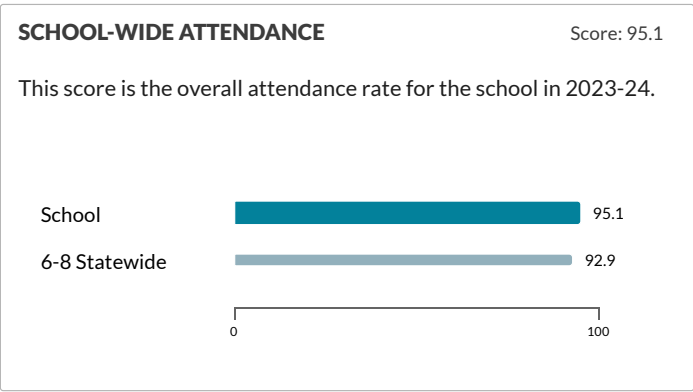 SCHOOL-WIDE ATTENDANCE Score: 95.1
This score is the overall attendance rate for the school in 2023-24.
School 95.1
6-8 Statewide 92.9
0 100